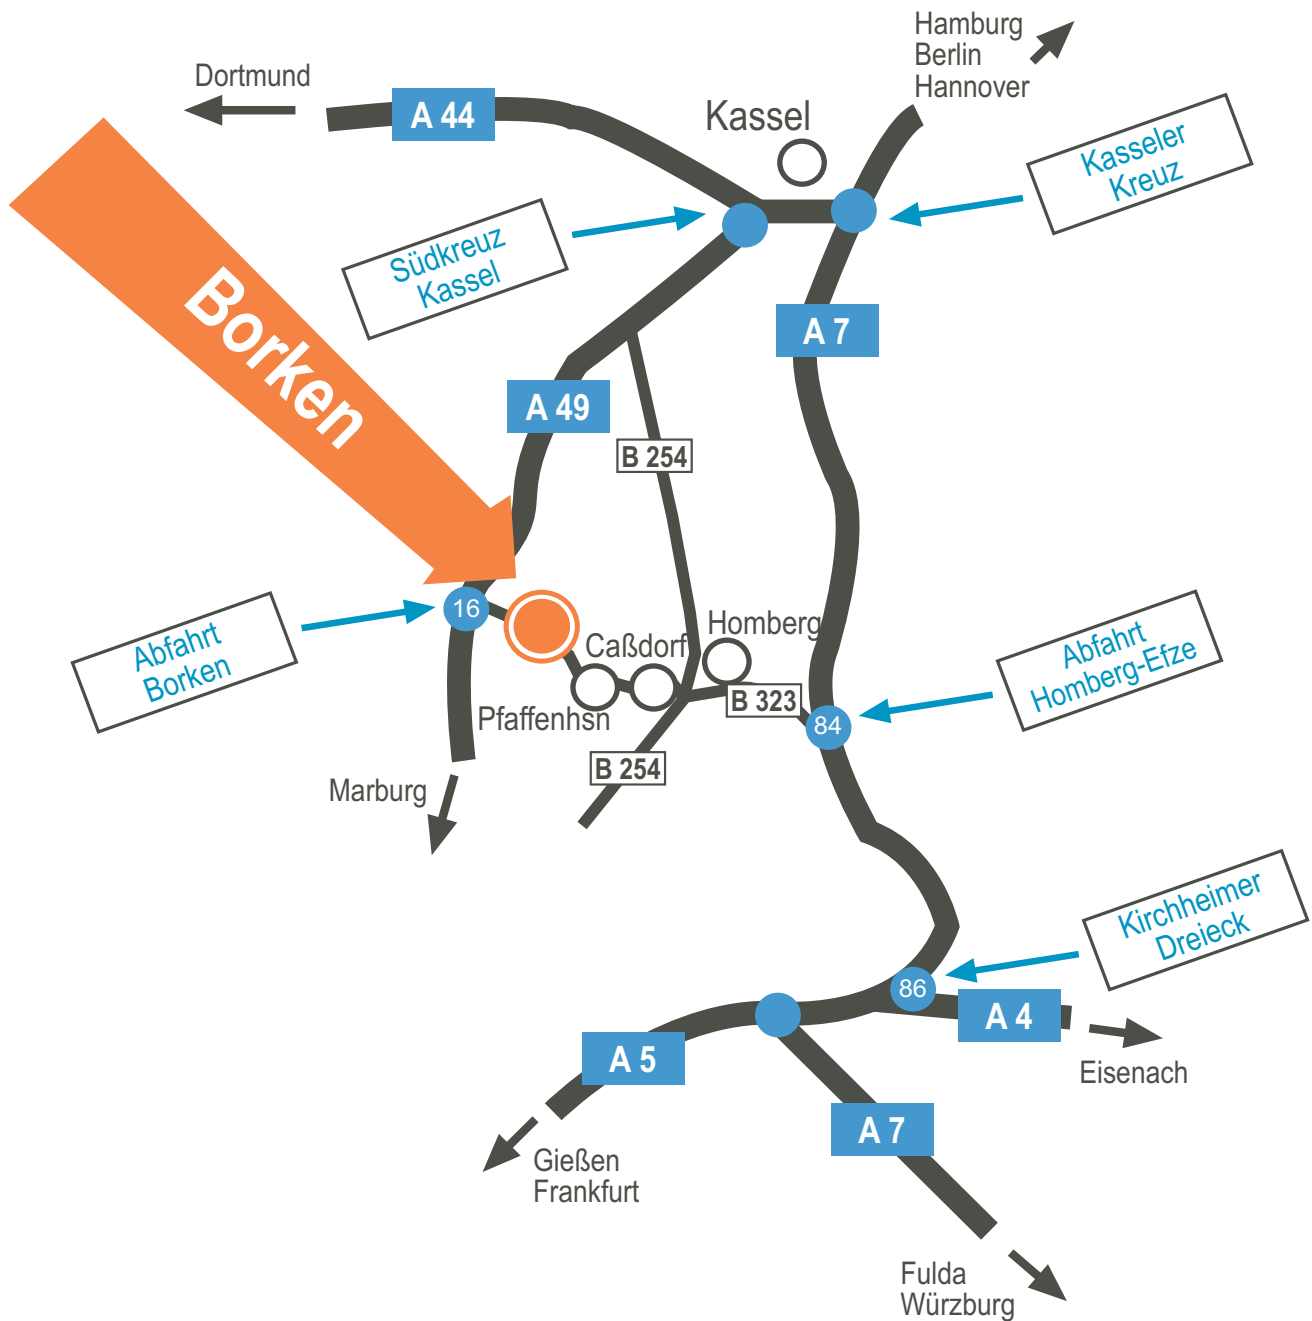 Hamburg
Berlin
Hannover
Dortmund
A 44
Kassel
Kasseler
Kreuz
Südkreuz
Kassel
Borken
A 7
A 49
B 254
16
Abfahrt
Borken
Caßdorf
Homberg
Abfahrt
Homberg-Efze
B 323
Pfaffenhsn
84
B 254
Marburg
Kirchheimer
Dreieck
86
A 4
A 5
Eisenach
A 7
Gießen
Frankfurt
Fulda
Würzburg